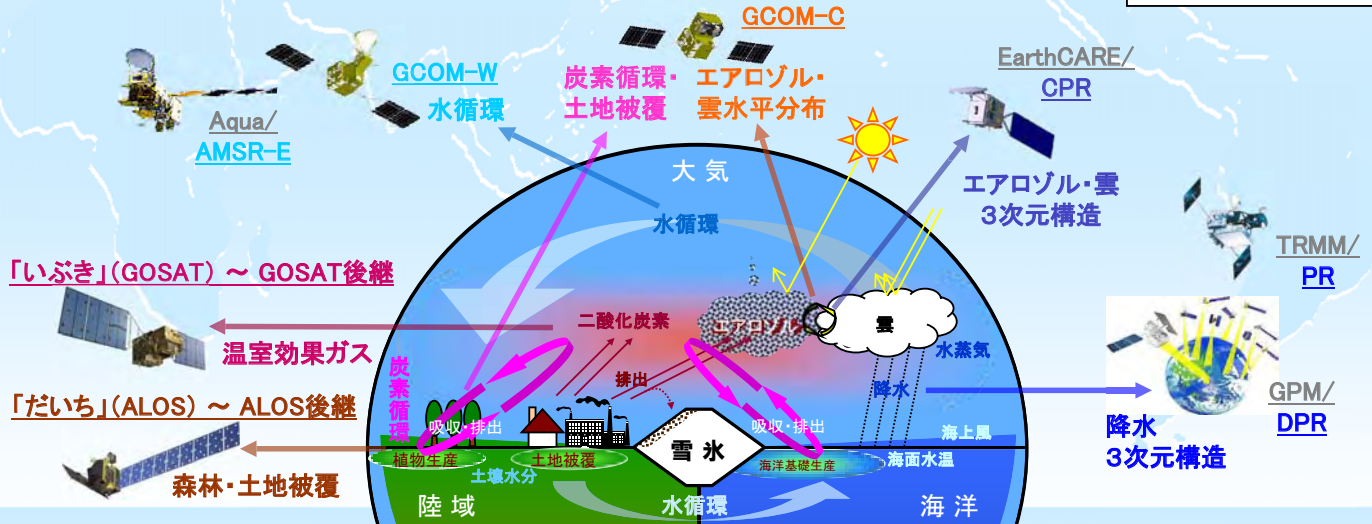 GCOM-C
GCOM-W
水循環
炭素循環・
土地被覆
エアロゾル・
雲水平分布
EarthCARE/
CPR
Aqua/
AMSR-E
大気
エアロゾル・雲
3次元構造
水循環
TRMM/
PR
「いぶき」(GOSAT) ～ GOSAT後継
温室効果ガス
二酸化炭素
エアロゾル
雲
水蒸気
炭素循環
排出
降水
GPM/
DPR
降水
3次元構造
「だいち」(ALOS) ～ ALOS後継
森林・土地被覆
吸収・排出
吸収・排出
海上風
植物生産
土地被覆
雪氷
海洋基礎生産
海面水温
土壌水分
陸域
水循環
海洋